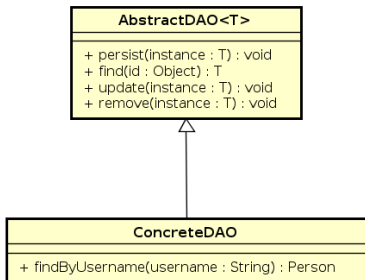 AbstractDAO<T>
+ persist(instance : T) : void
+ find(id : Object) : T
+ update(instance : T) : void
+ remove(instance : T) : void
ConcreteDAO
+ findByUsername(username : String) : Person